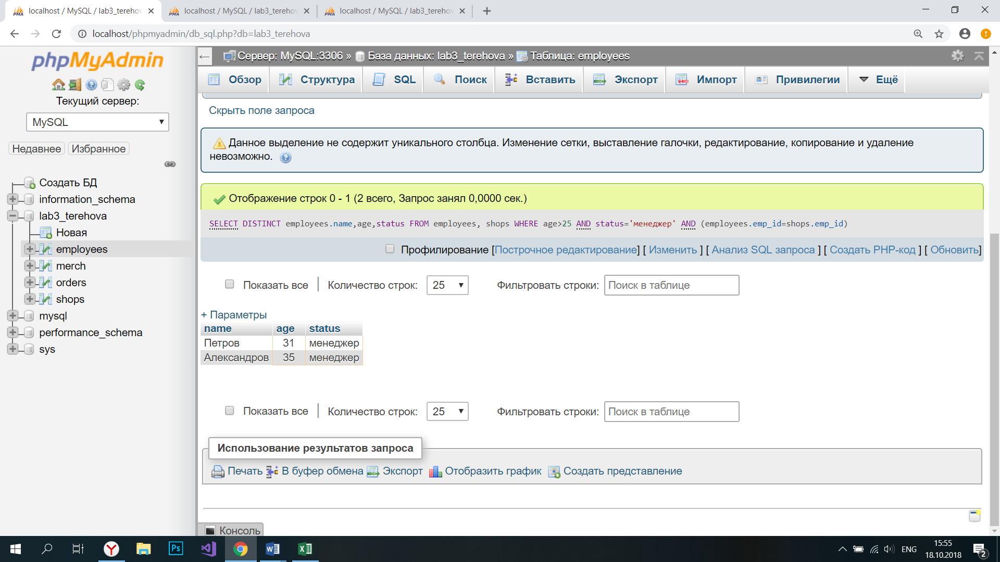 localhost / MySQL / lab3_terehov
localhost / MySQL / lab3_terehov
localhost / MySQL / lab3_terehov
localhost/phpmyadmin/db_sql.php?db=lab3_terehova
phpMyAdmin
Текущий сервер:
MySQL
Недавнее Избранное
Создать БД
information_schema
lab3_terehova
Новая
employees
merch
orders
shops
mysql
performance_schema
sys
Сервер: MySQL:3306 » База данных: lab3_terehova » Таблица: employees
Обзор Структура SQL Поиск Вставить Экспорт Импорт Привилегии Ещё
Скрыть поле запроса
Данное выделение не содержит уникального столбца. Изменение сетки, выставление галочки, редактирование, копирование и удаление
невозможно.
Отображение строк 0 - 1 (2 всего, Запрос занял 0,0000 сек.)
SELECT DISTINCT employees.name,age,status FROM employees, shops WHERE age>25 AND status='менеджер' AND (employees.emp_id=shops.emp_id)
Профилирование [Построчное редактирование] [ Изменить ] [ Анализ SQL запроса ] [ Создать PHP-код ] [ Обновить]
Показать все Количество строк: 25 Фильтровать строки: Поиск в таблице
+ Параметры
name age status
Петров 31 менеджер
Александров 35 менеджер
Показать все Количество строк: 25 Фильтровать строки: Поиск в таблице
Использование результатов запроса
Печать В буфер обмена Экспорт Отобразить график Создать представление
Консоль
ENG
15:55
18.10.2018
2